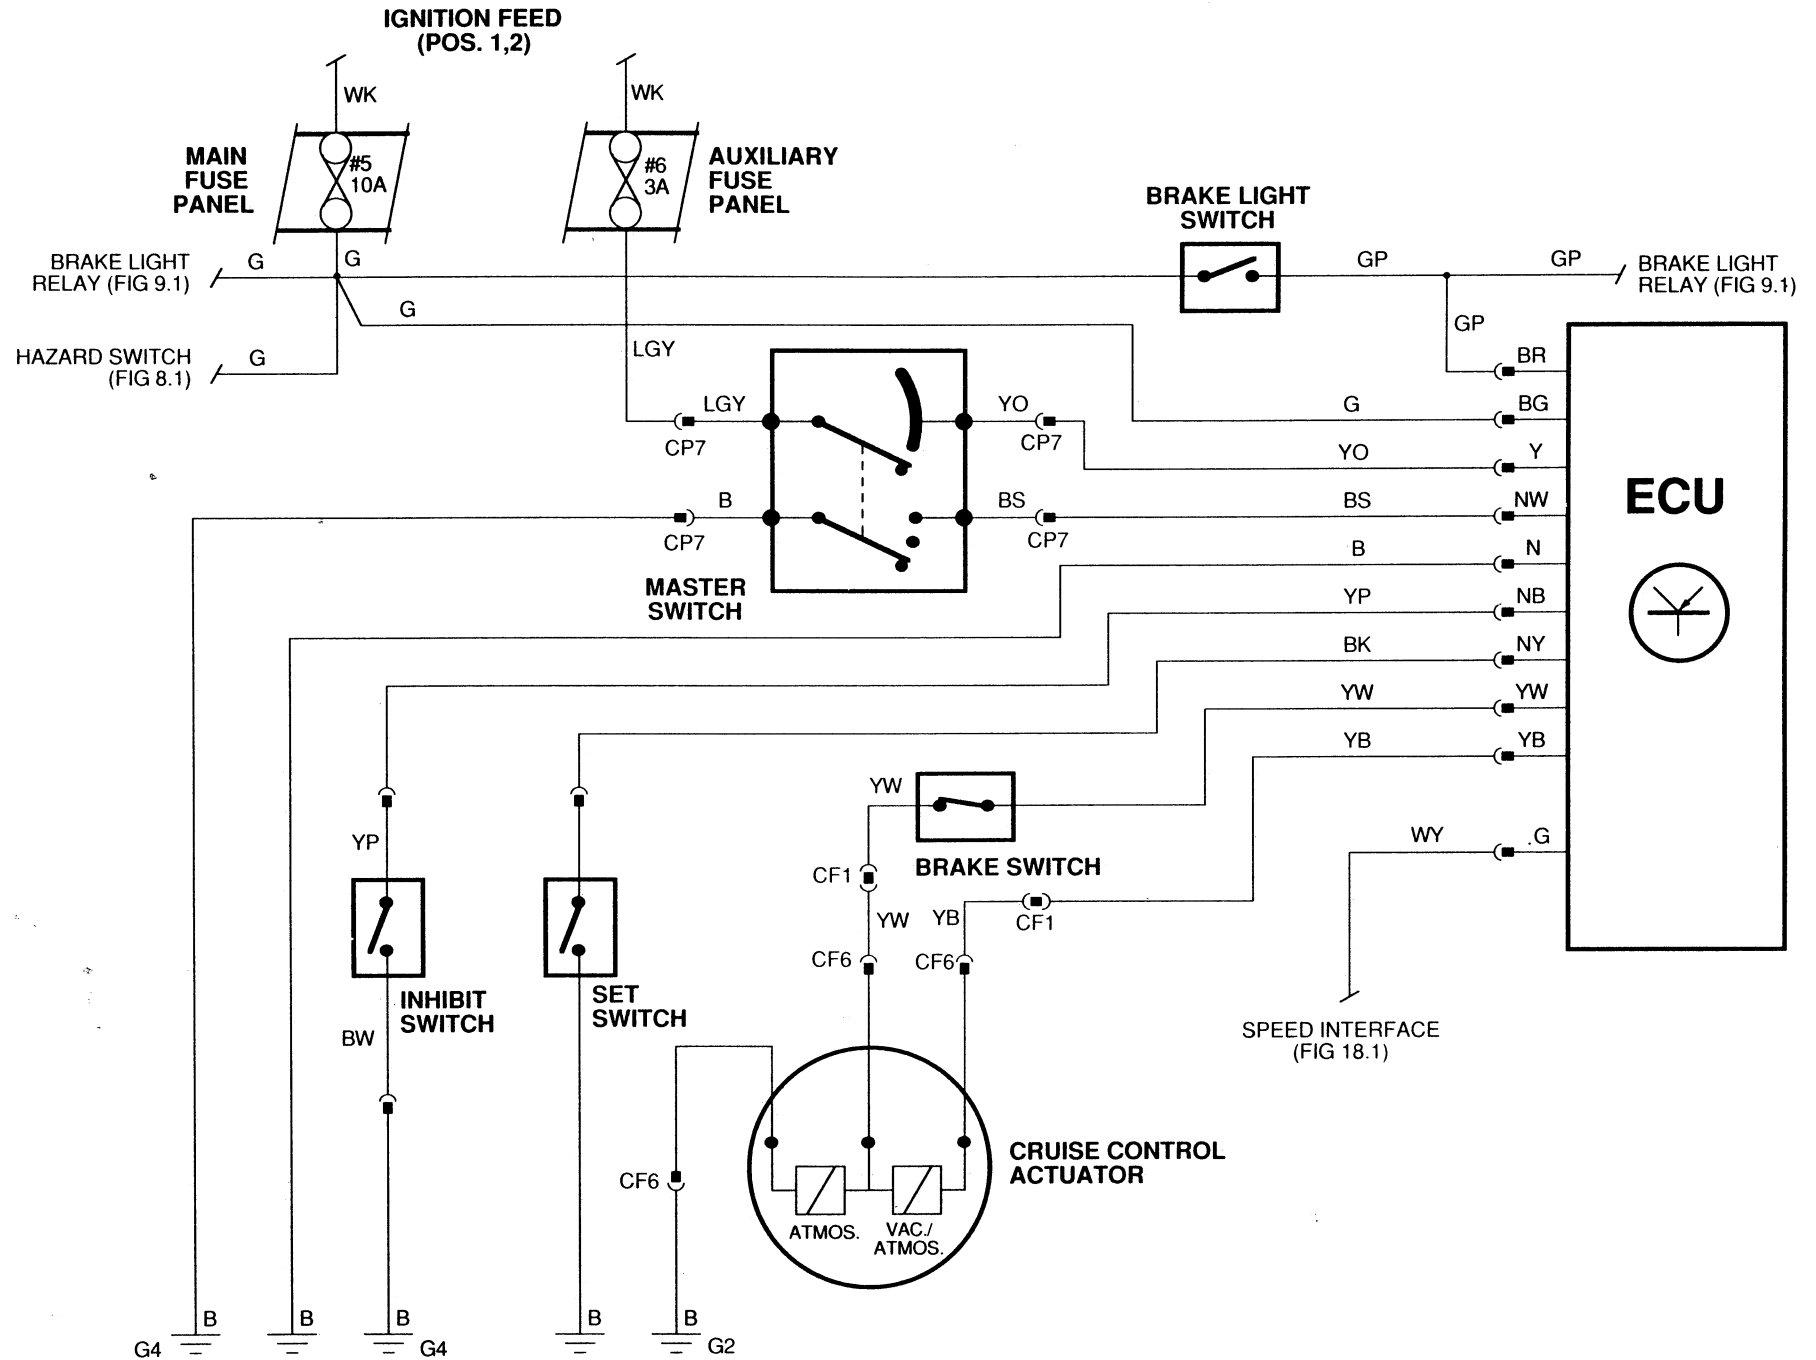 IGNITION FEED
(POS. 1,2)
WK
WK
MAIN
FUSE
PANEL
#5
10A
#6
3A
AUXILIARY
FUSE
PANEL
BRAKE LIGHT
SWITCH
BRAKE LIGHT
RELAY (FIG 9.1)
G
G
GP
GP
BRAKE LIGHT
RELAY (FIG 9.1)
G
GP
HAZARD SWITCH
(FIG 8.1)
G
LGY
BR
LGY
CP7
YO
CP7
G
BG
YO
Y
B
CP7
BS
CP7
BS
NW
ECU
MASTER
SWITCH
B
N
YP
NB
BK
NY
YW
YW
YB
YB
YW
BRAKE SWITCH
YP
WY
.G
CF1
YW
YB
CF1
CF6
CF6
INHIBIT
SWITCH
SET
SWITCH
BW
SPEED INTERFACE
(FIG 18.1)
CRUISE CONTROL
ACTUATOR
CF6
ATMOS.
VAC./
ATMOS.
B
B
B
B
B
G4
G4
G2